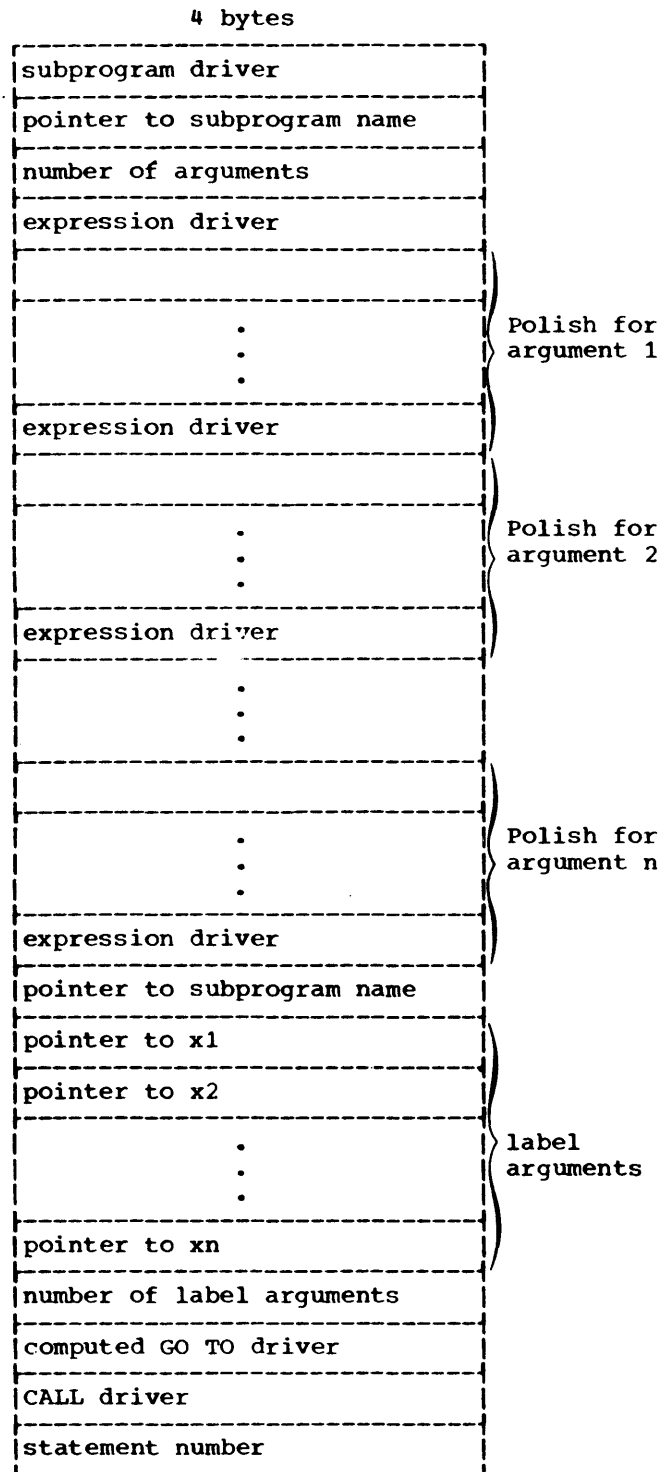 4 bytes
subprogram driver
pointer to subprogram name
number of arguments
expression driver
Polish for
argument 1
expression driver
Polish for
argument 2
expression driver
Polish for
argument n
expression driver
pointer to subprogram name
pointer to x1
pointer to x2
label
arguments
pointer to xn
number of label arguments
computed GO TO driver
CALL driver
statement number